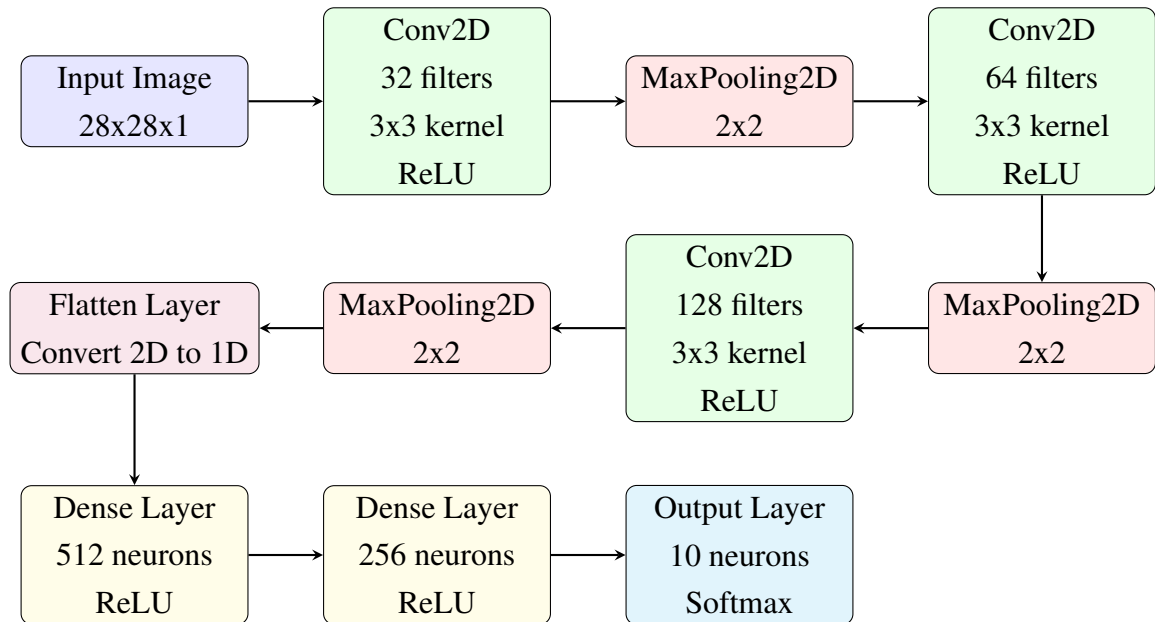 Input Image
28x28x1
Conv2D
32 filters
3x3 kernel
ReLU
MaxPooling2D
2x2
Conv2D
64 filters
3x3 kernel
ReLU
MaxPooling2D
2x2
Conv2D
128 filters
3x3 kernel
ReLU
MaxPooling2D
2x2
Flatten Layer
Convert 2D to 1D
Dense Layer
512 neurons
ReLU
Dense Layer
256 neurons
ReLU
Output Layer
10 neurons
Softmax